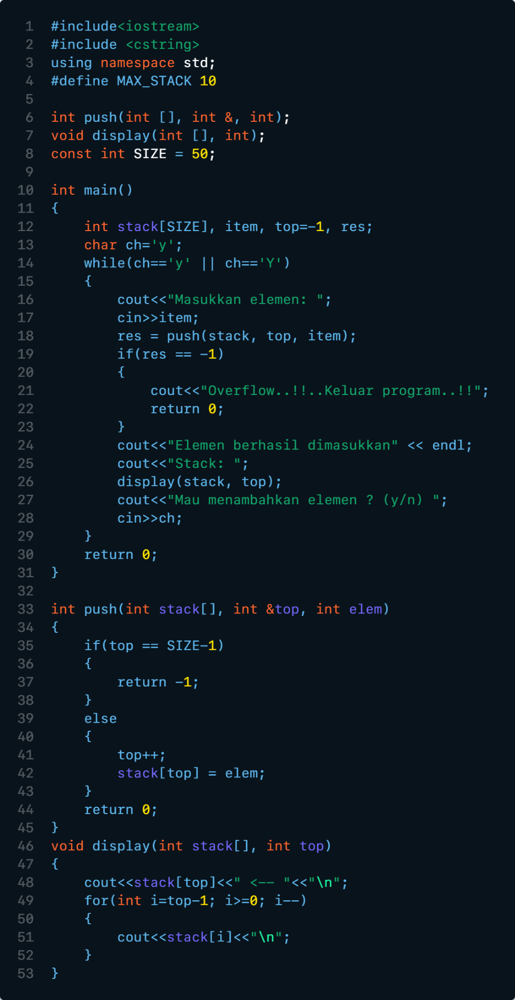 1 #include<iostream>
2 #include <cstring>
3 using namespace std;
4 #define MAX_STACK 10
5
6 int push(int [], int &, int);
7 void display(int [], int);
8 const int SIZE = 50;
9
10 int main()
11 {
12     int stack[SIZE], item, top=-1, res;
13     char ch='y';
14     while(ch=='y' || ch=='Y')
15     {
16         cout<<"Masukkan elemen: ";
17         cin>>item;
18         res = push(stack, top, item);
19         if(res == -1)
20         {
21             cout<<"Overflow..!!..Keluar program..!!";
22             return 0;
23         }
24         cout<<"Elemen berhasil dimasukkan" << endl;
25         cout<<"Stack: ";
26         display(stack, top);
27         cout<<"Mau menambahkan elemen ? (y/n) ";
28         cin>>ch;
29     }
30     return 0;
31 }
32
33 int push(int stack[], int &top, int elem)
34 {
35     if(top == SIZE-1)
36     {
37         return -1;
38     }
39     else
40     {
41         top++;
42         stack[top] = elem;
43     }
44     return 0;
45 }
46 void display(int stack[], int top)
47 {
48     cout<<stack[top]<<" <-- "<<"\n";
49     for(int i=top-1; i>=0; i--)
50     {
51         cout<<stack[i]<<"\n";
52     }
53 }